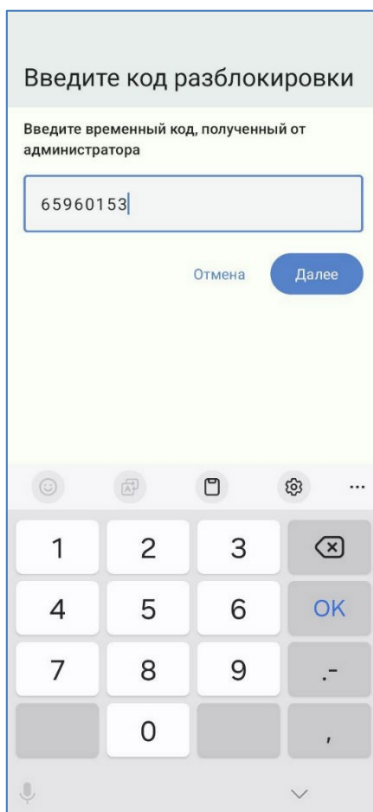 Введите код разблокировки
Введите временный код, полученный от
администратора
65960153
Отмена
Далее
1 2 3
4 5 6 OK
7 8 9 .-
0 ,